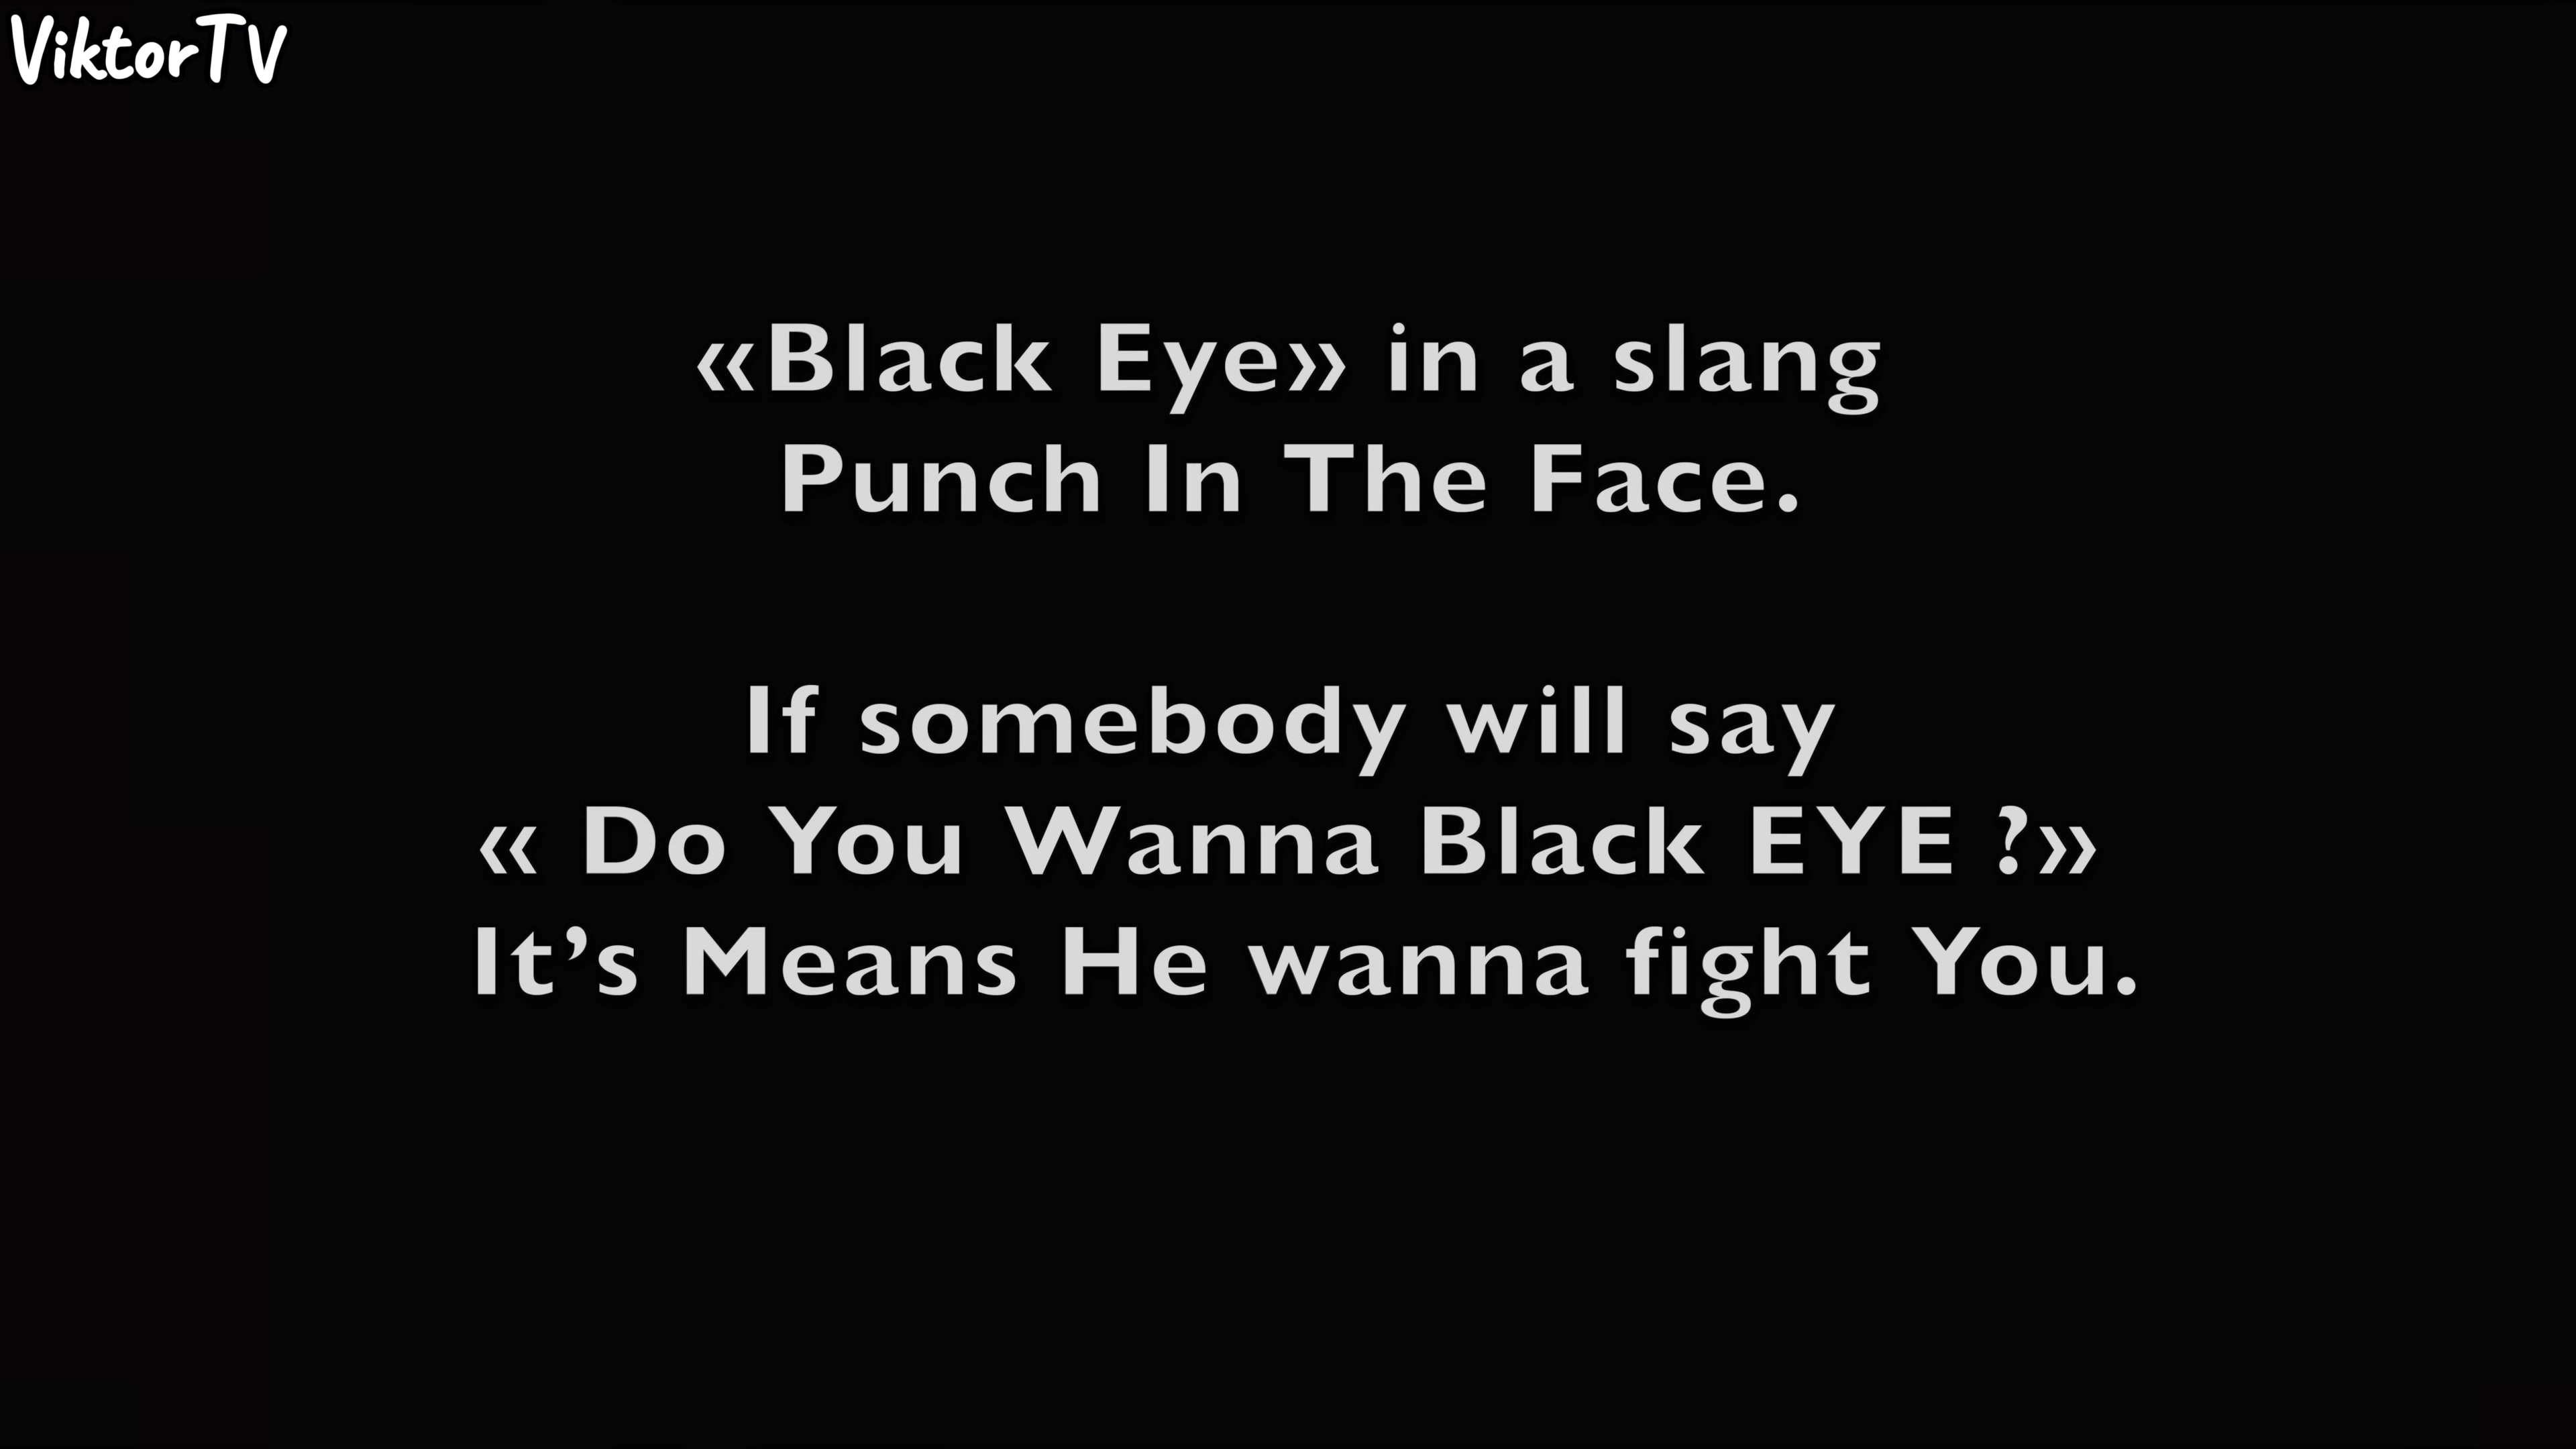 ViktorTV
«Black Eye» in a slang
Punch In The Face.
If somebody will say
« Do You Wanna Black EYE ?»
It’s Means He wanna fight You.